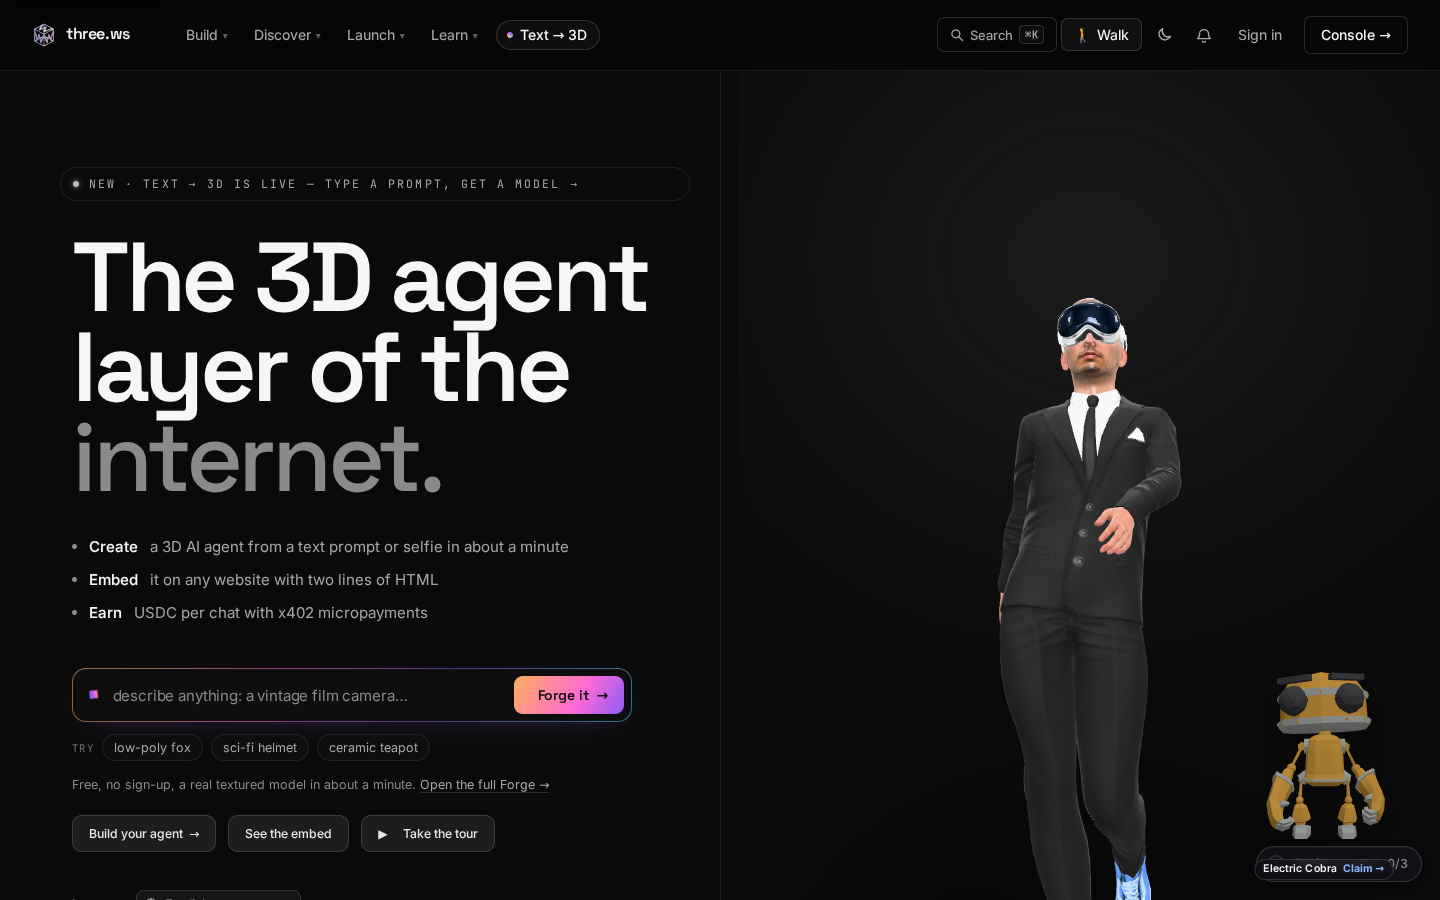 three.ws
Build ▾
Discover ▾
Launch ▾
Learn ▾
Text → 3D
Search ⌘K
Walk
Sign in
Console →
NEW · TEXT → 3D IS LIVE — TYPE A PROMPT, GET A MODEL →
The 3D agent
layer of the
internet.
• Create a 3D AI agent from a text prompt or selfie in about a minute
• Embed it on any website with two lines of HTML
• Earn USDC per chat with x402 micropayments
describe anything: a vintage film camera...
Forge it →
TRY low-poly fox sci-fi helmet ceramic teapot
Free, no sign-up, a real textured model in about a minute. Open the full Forge →
Build your agent →
See the embed
▶ Take the tour
Electric Cobra Claim →
/3